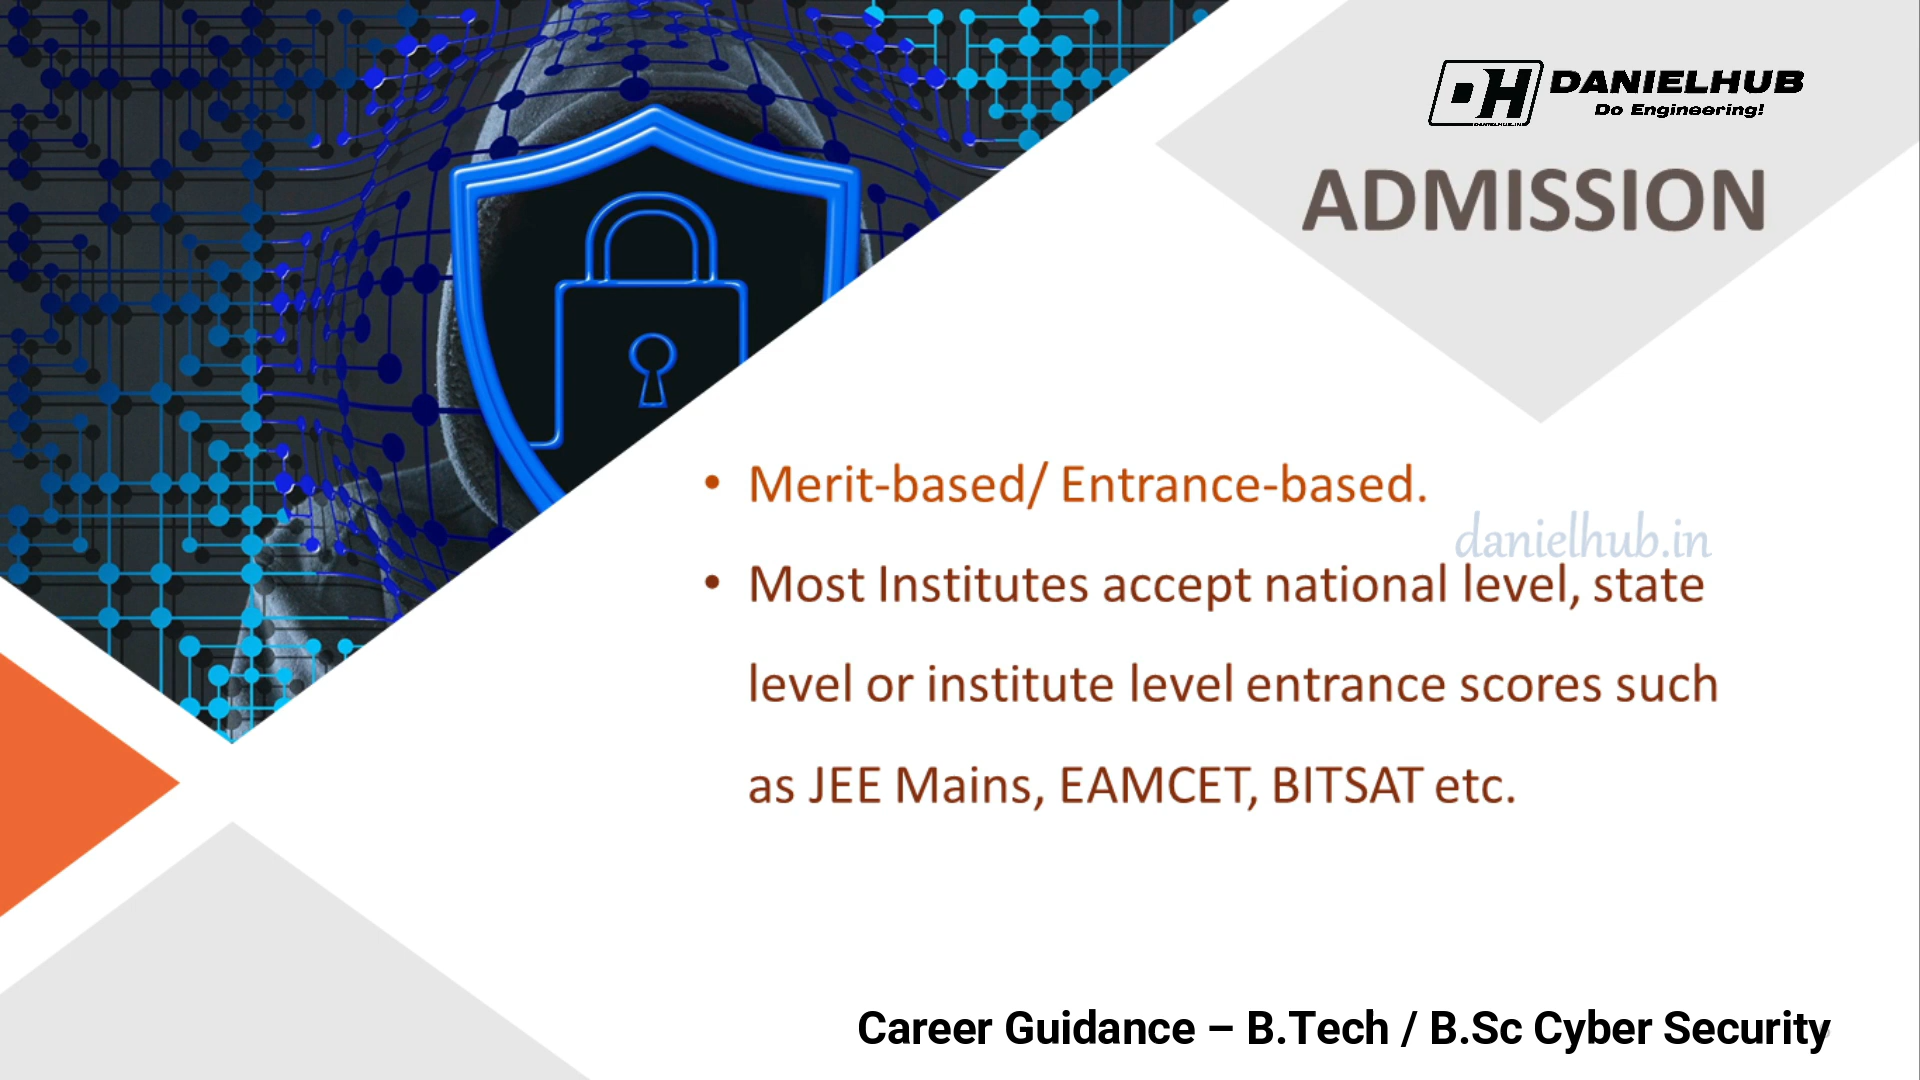 DH DANIELHUB
Do Engineering!
ADMISSION
• Merit-based/ Entrance-based.
danielhub.in
• Most Institutes accept national level, state
level or institute level entrance scores such
as JEE Mains, EAMCET, BITSAT etc.
Career Guidance – B.Tech / B.Sc Cyber Security